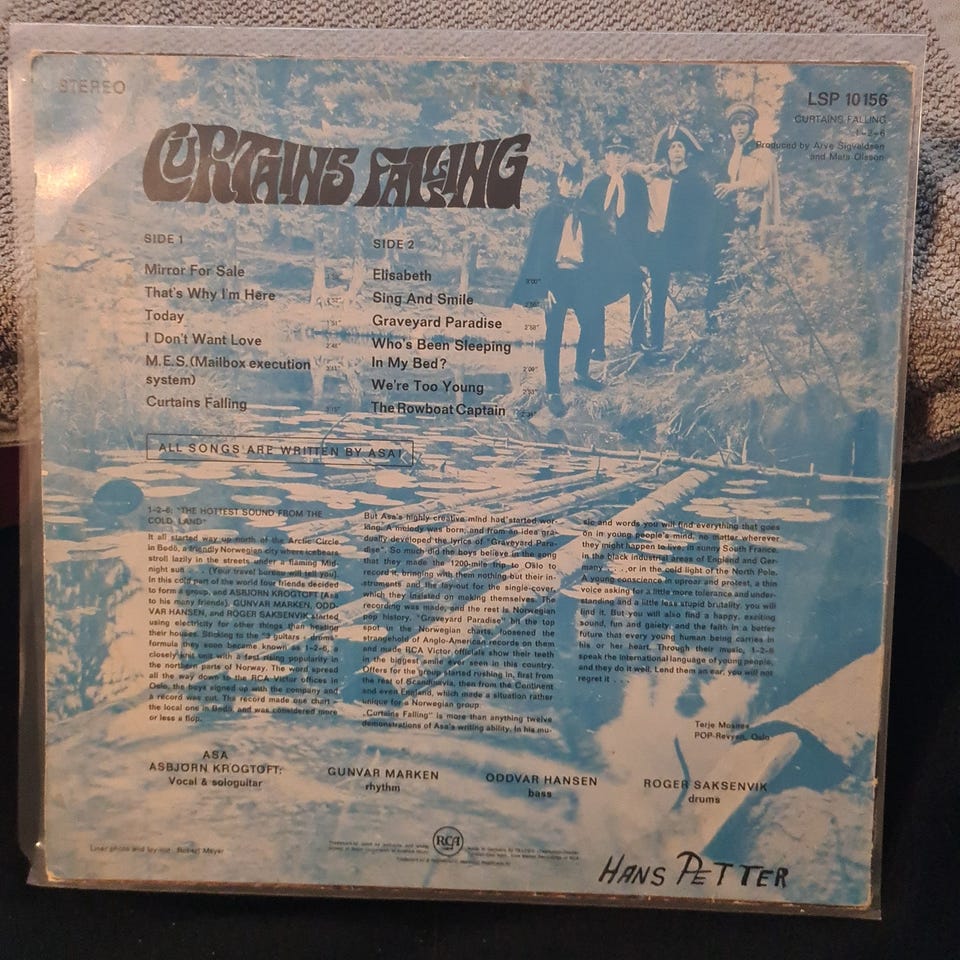 STEREO
LSP 10156
CURTAINS FALLING
1-2-6
Produced by Arve Sigvaldsen
and Mats Olsson
CURTAINS FALLING
SIDE 1
Mirror For Sale
That's Why I'm Here
Today
I Don't Want Love
M.E.S. (Mailbox execution
system)
Curtains Falling
SIDE 2
Elisabeth
Sing And Smile
Graveyard Paradise 2'58"
Who's Been Sleeping
In My Bed?
We're Too Young
The Rowboat Captain
ALL SONGS ARE WRITTEN BY ASA!
1-2-6: "THE HOTTEST SOUND FROM THE
COLD LAND"
It all started way up north of the Arctic Circle,
in Bodö, a friendly Norwegian city where icebears
stroll lazily in the streets under a flaming Mid-
night sun . . . (Your travel bureau will tell you).
In this cold part of the world four friends decided
to form a group, and ASBJORN KROGTOFT (Asa
to his many friends), GUNVAR MARKEN, ODD-
VAR HANSEN, and ROGER SAKSENVIK started
using electricity for other things than heating
their houses. Sticking to the "3 guitars + drums"
formula they soon became known as 1-2-6, a
closely knit unit with a fast rising popularity in
the northern parts of Norway. The word spread
all the way down to the RCA Victor offices in
Oslo, the boys signed up with the company and
a record was cut. The record made one chart -
the local one in Bodö, and was considered more
or less a flop.
But Asa's highly creative mind had started wor-
king. A melody was born, and from an idea gra-
dually developed the lyrics of "Graveyard Para-
dise". So much did the boys believe in the song
that they made the 1200-mile trip to Oslo to
record it, bringing with them nothing but their in-
struments and the layout for the single-cover,
which they insisted on making themselves. The
recording was made, and the rest is Norwegian
pop history. "Graveyard Paradise" hit the top
spot in the Norwegian charts, loosened the
stranglehold of Anglo-American records on them
and made RCA Victor officials show their teeth
in the biggest smile ever seen in this country.
Offers for the group started rushing in, first from
the rest of Scandinavia, then from the Continent
and even England, which made a situation rather
unique for a Norwegian group.
"Curtains Falling" is more than anything twelve
demonstrations of Asa's writing ability. In his mu-
sic and words you will find everything that goes
on in young people's mind, no matter wherever
they might happen to live, in sunny South France,
in the black industrial areas of England and Ger-
many . . . or in the cold light of the North Pole.
A young conscience in uproar and protest, a thin
voice asking for a little more tolerance and under-
standing and a little less stupid brutality, you will
find it. But you will also find a happy, exciting
sound, fun and gaiety, and the faith in a better
future that every young human being carries in
his or her heart. Through their music, 1-2-6
speak the international language of young people,
and they do it well. Lend them an ear, you will not
regret it . . .
Terje Mosnes
POP-Revyen, Oslo
ASA
ASBJORN KROGTOFT:
Vocal & sologuitar
GUNVAR MARKEN
rhythm
ODDVAR HANSEN
bass
ROGER SAKSENVIK
drums
Liner photo and lay-out: Robert Meyer
RCA
HANS PETTER